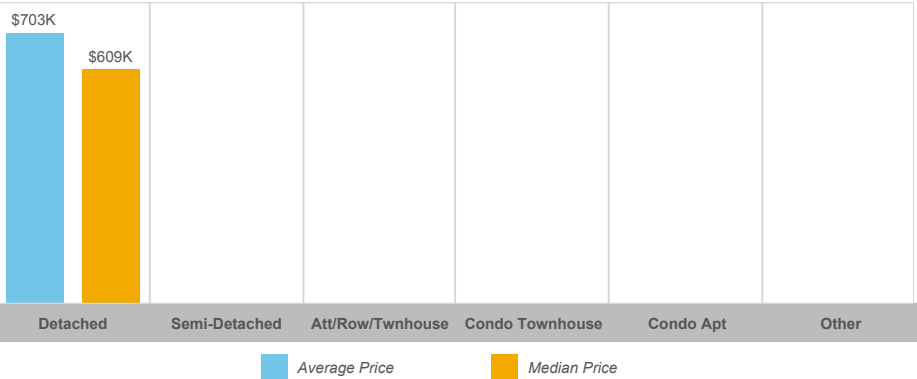 $703K
$609K
Detached Semi-Detached Att/Row/Twnhouse Condo Townhouse Condo Apt Other
Average Price Median Price